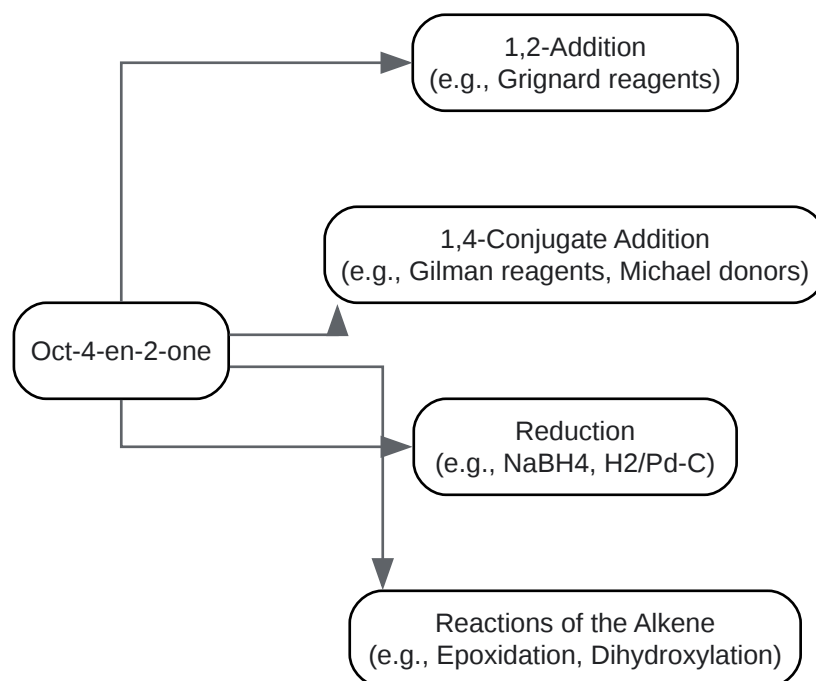 1,2-Addition
(e.g., Grignard reagents)
1,4-Conjugate Addition
(e.g., Gilman reagents, Michael donors)
Oct-4-en-2-one
Reduction
(e.g., NaBH4, H2/Pd-C)
Reactions of the Alkene
(e.g., Epoxidation, Dihydroxylation)